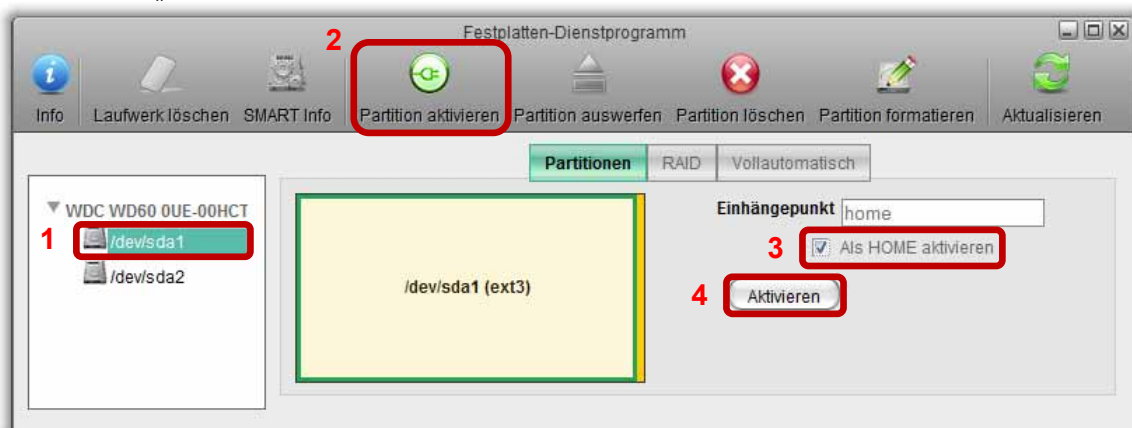 Festplatten-Dienstprogramm
2
Info Laufwerk löschen SMART Info Partition aktivieren Partition auswerfen Partition löschen Partition formatieren Aktualisieren
Partitionen RAID Vollautomatisch
WDC WD60 0UE-00HCT
Einhängepunkt home
1 /dev/sda1
3 Als HOME aktivieren
/dev/sda2
/dev/sda1 (ext3)
4 Aktivieren